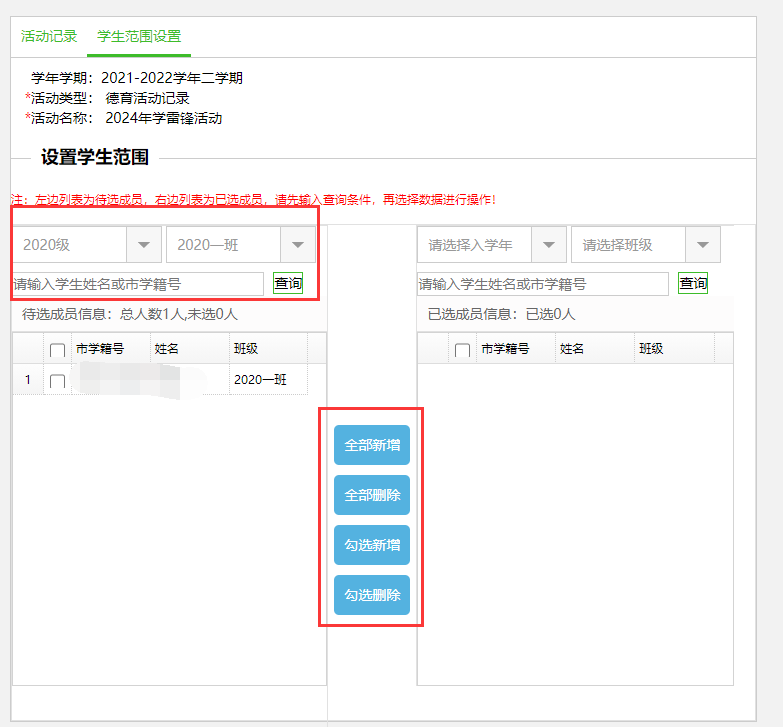 活动记录 学生范围设置
学年学期：2021-2022学年二学期
*活动类型： 德育活动记录
*活动名称： 2024年学雷锋活动
设置学生范围
注：左边列表为待选成员，右边列表为已选成员，请先输入查询条件，再选择数据进行操作！
2020级 2020一班 请选择入学年 请选择班级
请输入学生姓名或市学籍号 查询 请输入学生姓名或市学籍号 查询
待选成员信息：总人数1人,未选0人 已选成员信息：已选0人
市学籍号 姓名 班级 市学籍号 姓名 班级
1 2020一班
全部新增
全部删除
勾选新增
勾选删除